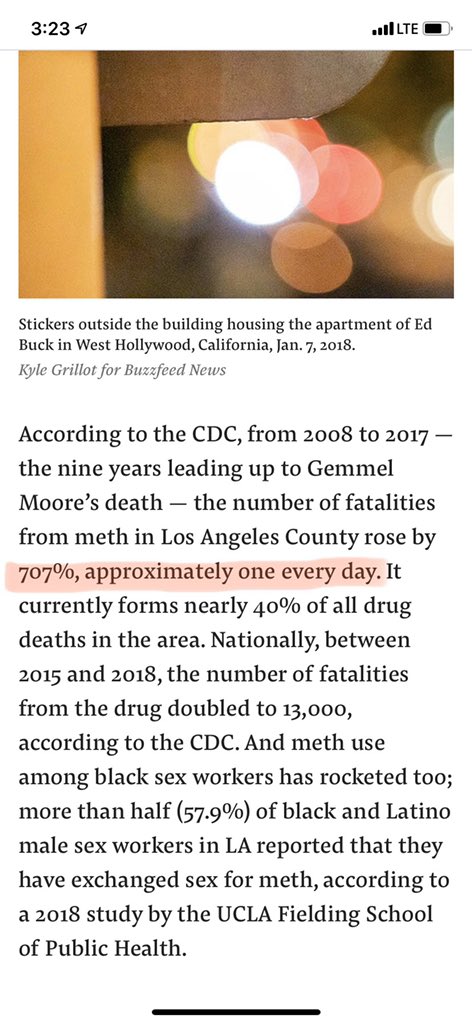 3:23
LTE
Stickers outside the building housing the apartment of Ed
Buck in West Hollywood, California, Jan. 7, 2018.
Kyle Grillot for Buzzfeed News
According to the CDC, from 2008 to 2017 —
the nine years leading up to Gemmel
Moore’s death — the number of fatalities
from meth in Los Angeles County rose by
707%, approximately one every day. It
currently forms nearly 40% of all drug
deaths in the area. Nationally, between
2015 and 2018, the number of fatalities
from the drug doubled to 13,000,
according to the CDC. And meth use
among black sex workers has rocketed too;
more than half (57.9%) of black and Latino
male sex workers in LA reported that they
have exchanged sex for meth, according to
a 2018 study by the UCLA Fielding School
of Public Health.